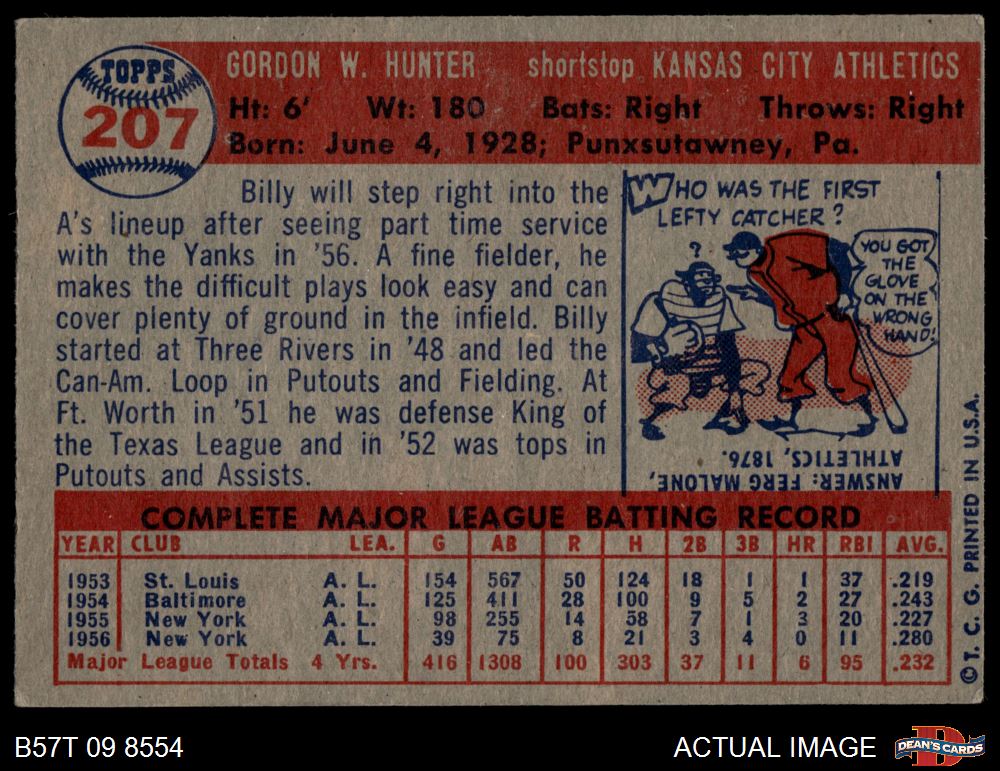 TOPPS
207
GORDON W. HUNTER shortstop KANSAS CITY ATHLETICS
Ht: 6' Wt: 180 Bats: Right Throws: Right
Born: June 4, 1928; Punxsutawney, Pa.
Billy will step right into the
A's lineup after seeing part time service
with the Yanks in '56. A fine fielder, he
makes the difficult plays look easy and can
cover plenty of ground in the infield. Billy
started at Three Rivers in '48 and led the
Can-Am. Loop in Putouts and Fielding. At
Ft. Worth in '51 he was defense King of
the Texas League and in '52 was tops in
Putouts and Assists.
WHO WAS THE FIRST
LEFTY CATCHER?
?
YOU GOT
THE
GLOVE
ON THE
WRONG
HAND!
ANSWER: FERG MALONE,
ATHLETICS, 1876.
COMPLETE MAJOR LEAGUE BATTING RECORD
YEAR CLUB LEA. G AB R H 2B 3B HR RBI AVG.
1953 St. Louis A. L. 154 567 50 124 18 1 1 37 .219
1954 Baltimore A. L. 125 411 28 100 9 5 2 27 .243
1955 New York A. L. 98 255 14 58 7 1 3 20 .227
1956 New York A. L. 39 75 8 21 3 4 0 11 .280
Major League Totals 4 Yrs. 416 1308 100 303 37 11 6 95 .232
©T. C. G. PRINTED IN U.S.A.
B57T 09 8554
ACTUAL IMAGE
DEAN'S CARDS